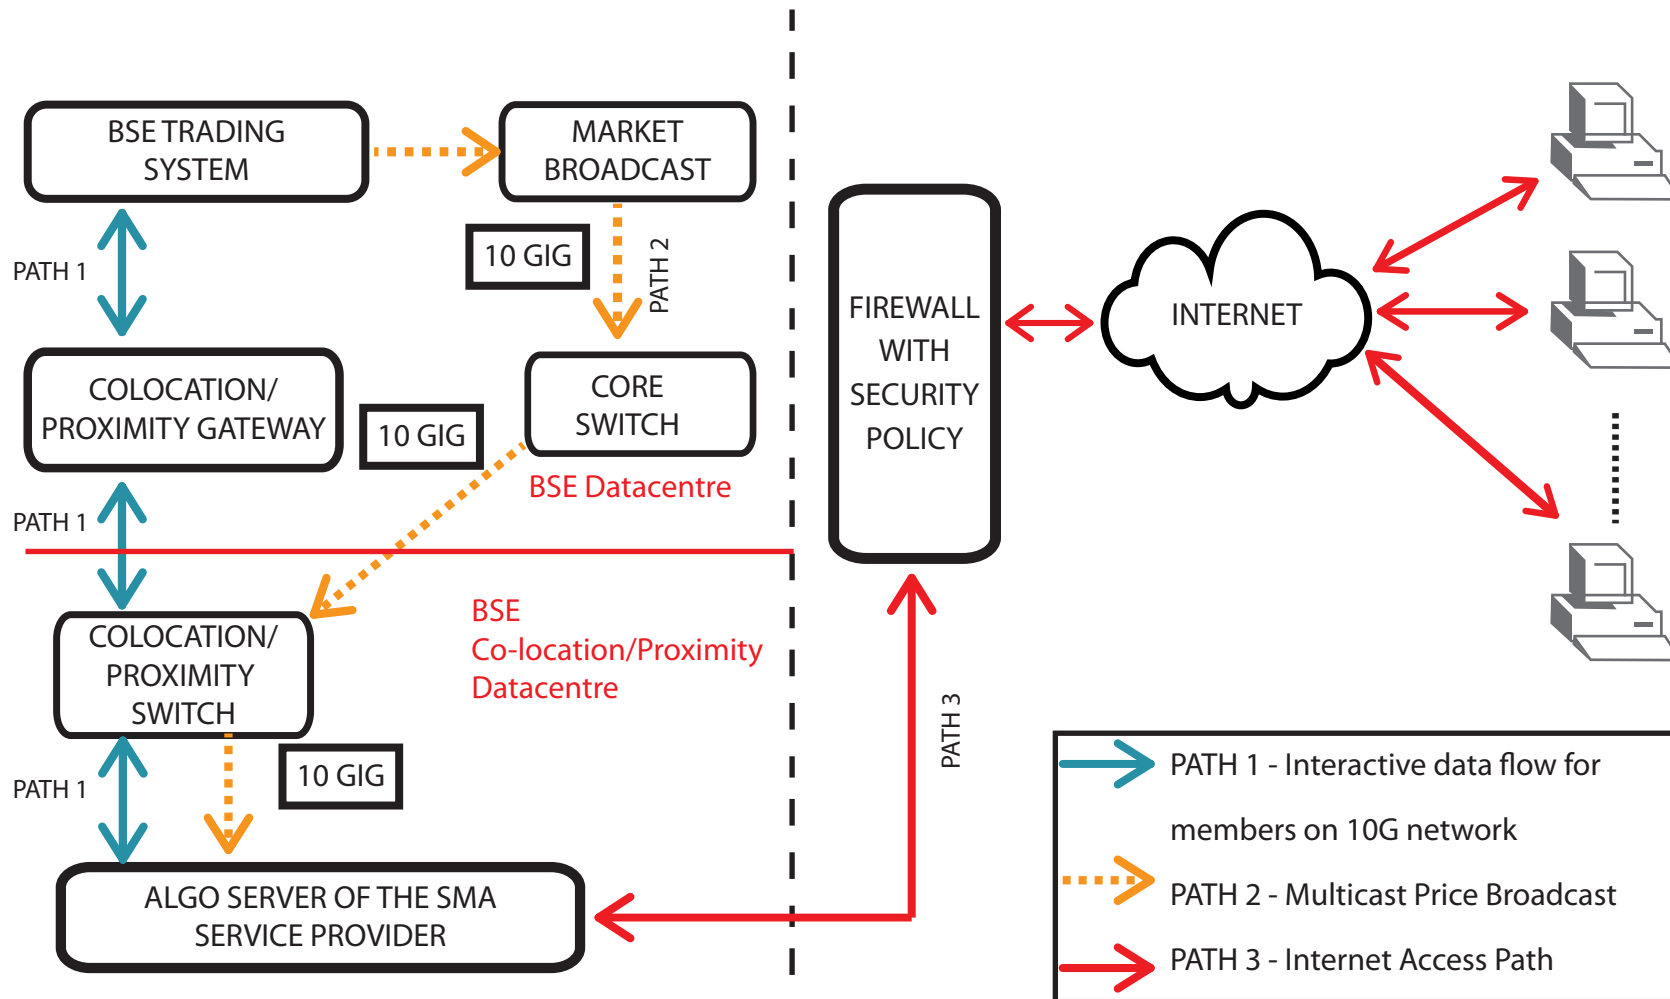 BSE TRADING
SYSTEM
MARKET
BROADCAST
PATH 1
10 GIG
PATH 2
COLOCATION/
PROXIMITY GATEWAY
10 GIG
CORE
SWITCH
BSE Datacentre
PATH 1
COLOCATION/
PROXIMITY
SWITCH
BSE
Co-location/Proximity
Datacentre
PATH 1
10 GIG
ALGO SERVER OF THE SMA
SERVICE PROVIDER
FIREWALL
WITH
SECURITY
POLICY
INTERNET
PATH 3
PATH 1 - Interactive data flow for
members on 10G network
PATH 2 - Multicast Price Broadcast
PATH 3 - Internet Access Path